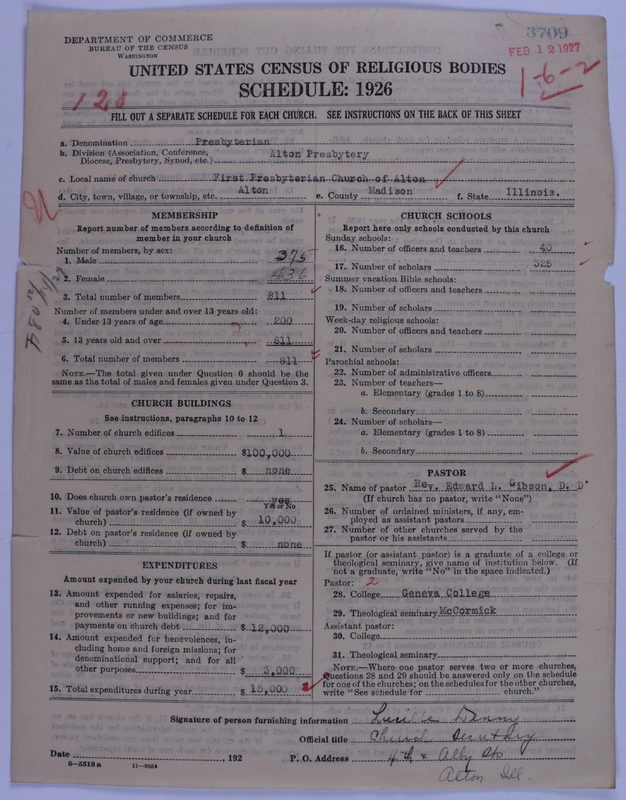 DEPARTMENT OF COMMERCE
BUREAU OF THE CENSUS
WASHINGTON
3709
FEB 12 1927
UNITED STATES CENSUS OF RELIGIOUS BODIES
SCHEDULE: 1926
128
1-6-2
FILL OUT A SEPARATE SCHEDULE FOR EACH CHURCH. SEE INSTRUCTIONS ON THE BACK OF THIS SHEET
a. Denomination Presbyterian
b. Division (Association, Conference, Diocese, Presbytery, Synod, etc.) Alton Presbytery
c. Local name of church First Presbyterian Church of Alton
d. City, town, village, or township, etc. Alton e. County Madison f. State Illinois.
MEMBERSHIP
Report number of members according to definition of
member in your church
Number of members, by sex:
1. Male 375
2. Female 436
3. Total number of members 811
Number of members under and over 13 years old:
4. Under 13 years of age 200
5. 13 years old and over 611
6. Total number of members 811
NOTE.—The total given under Question 6 should be
same as the total of males and females given under Question 3.
CHURCH BUILDINGS
See instructions, paragraphs 10 to 12
7. Number of church edifices 1
8. Value of church edifices $100,000
9. Debt on church edifices $ none
10. Does church own pastor's residence yes
Yes or No
11. Value of pastor's residence (if owned by
church) $ 10,000
12. Debt on pastor's residence (if owned by
church) $ none
EXPENDITURES
Amount expended by your church during last fiscal year
13. Amount expended for salaries, repairs,
and other running expenses; for im-
provements or new buildings; and for
payments on church debt $12,000
14. Amount expended for benevolences, in-
cluding home and foreign missions; for
denominational support; and for all
other purposes $ 3,000
15. Total expenditures during year $ 15,000
CHURCH SCHOOLS
Report here only schools conducted by this church
Sunday schools:
16. Number of officers and teachers 40
17. Number of scholars 325
Summer vacation Bible schools:
18. Number of officers and teachers
19. Number of scholars
Week-day religious schools:
20. Number of officers and teachers
21. Number of scholars
Parochial schools:
22. Number of administrative officers
23. Number of teachers—
a. Elementary (grades 1 to 8)
b. Secondary
24. Number of scholars—
a. Elementary (grades 1 to 8)
b. Secondary
PASTOR
25. Name of pastor Rev. Edward L. Gibson, D. D
(If church has no pastor, write "None")
26. Number of ordained ministers, if any, em-
ployed as assistant pastors
27. Number of other churches served by the
pastor or his assistants
If pastor (or assistant pastor) is a graduate of a college or
theological seminary, give name of institution below. (If
not a graduate, write "No" in the space indicated.)
Pastor: 2
28. College Geneva College
29. Theological seminary McCormick
Assistant pastor:
30. College
31. Theological seminary
NOTE.—Where one pastor serves two or more churches,
Questions 28 and 29 should be answered only on the schedule
for one of the churches; on the schedules for the other churches,
write "See schedule for church."
Signature of person furnishing information Denny
Official title Church Secretary
Date , 192 P. O. Address 4th & Alby Sts
Alton Ill.
8-5518a 11-9034